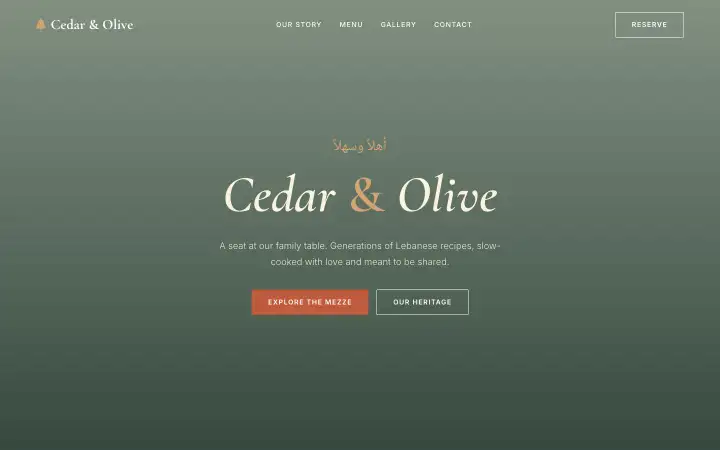 Cedar & Olive
OUR STORY
MENU
GALLERY
CONTACT
RESERVE
أهلاً وسهلاً
Cedar & Olive
A seat at our family table. Generations of Lebanese recipes, slow-
cooked with love and meant to be shared.
EXPLORE THE MEZZE
OUR HERITAGE